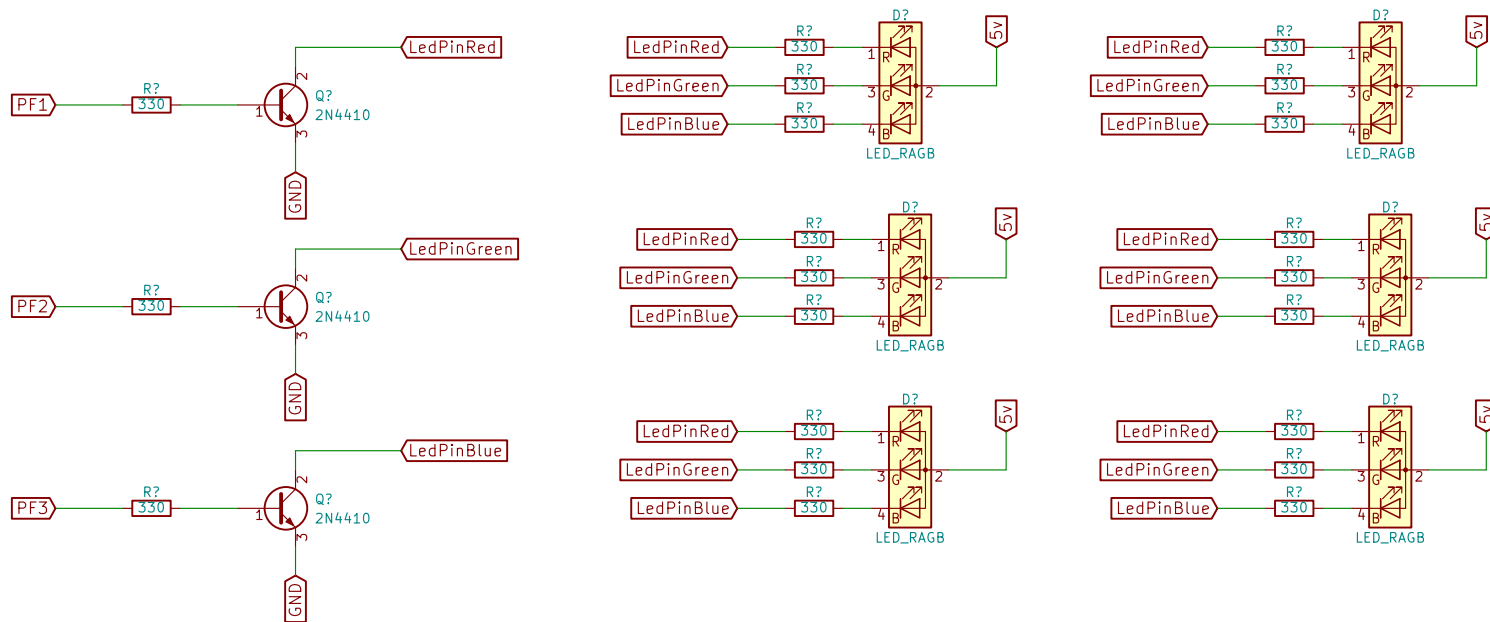 LedPinRed
R?
PF1
330
2
Q?
1
2N4410
3
GND
LedPinGreen
R?
PF2
330
2
Q?
1
2N4410
3
GND
LedPinBlue
R?
PF3
330
2
Q?
1
2N4410
3
GND
D?
5v
R?
LedPinRed
330
1
R
R?
LedPinGreen
330
3
G
2
R?
LedPinBlue
330
4
B
LED_RAGB
D?
5v
R?
LedPinRed
330
1
R
R?
LedPinGreen
330
3
G
2
R?
LedPinBlue
330
4
B
LED_RAGB
D?
5v
R?
LedPinRed
330
1
R
R?
LedPinGreen
330
3
G
2
R?
LedPinBlue
330
4
B
LED_RAGB
D?
5v
R?
LedPinRed
330
1
R
R?
LedPinGreen
330
3
G
2
R?
LedPinBlue
330
4
B
LED_RAGB
D?
5v
R?
LedPinRed
330
1
R
R?
LedPinGreen
330
3
G
2
R?
LedPinBlue
330
4
B
LED_RAGB
D?
5v
R?
LedPinRed
330
1
R
R?
LedPinGreen
330
3
G
2
R?
LedPinBlue
330
4
B
LED_RAGB